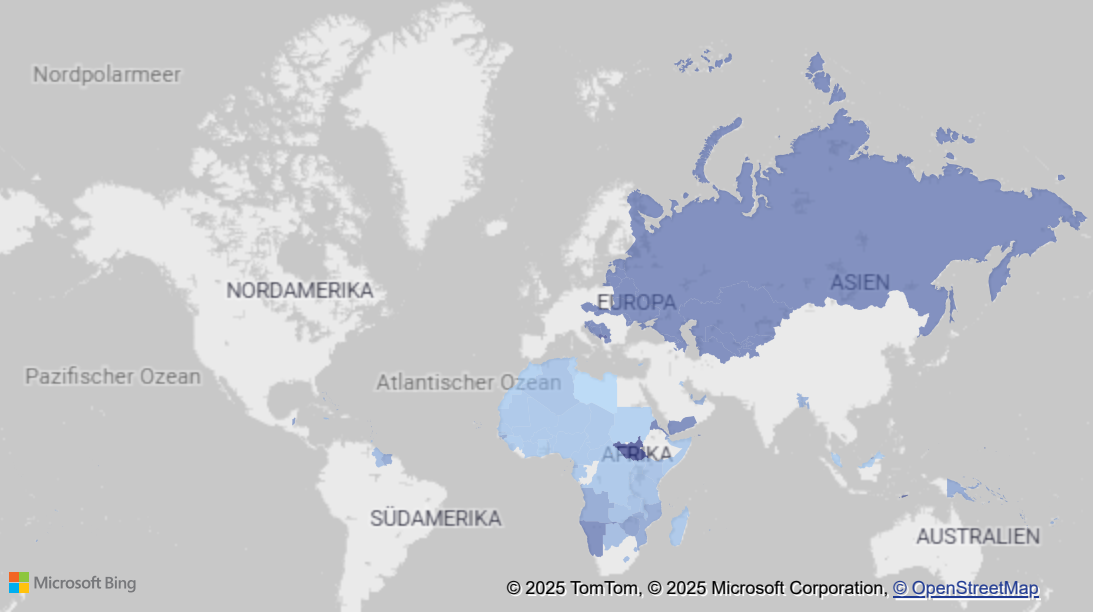 Nordpolarmeer
NORDAMERIKA
EUROPA
ASIEN
Pazifischer Ozean
Atlantischer Ozean
AFRIKA
SÜDAMERIKA
AUSTRALIEN
Microsoft Bing
© 2025 TomTom, © 2025 Microsoft Corporation, © OpenStreetMap